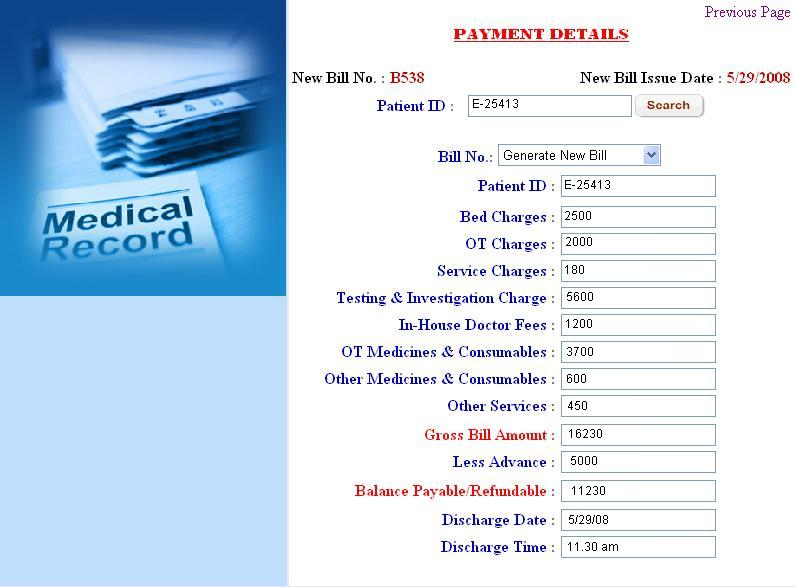 Previous Page
PAYMENT DETAILS
New Bill No. : B538 New Bill Issue Date : 5/29/2008
Patient ID : E-25413 Search
Medical
Record
Bill No.: Generate New Bill
Patient ID : E-25413
Bed Charges : 2500
OT Charges : 2000
Service Charges : 180
Testing & Investigation Charge : 5600
In-House Doctor Fees : 1200
OT Medicines & Consumables : 3700
Other Medicines & Consumables : 600
Other Services : 450
Gross Bill Amount : 16230
Less Advance : 5000
Balance Payable/Refundable : 11230
Discharge Date : 5/29/08
Discharge Time : 11.30 am